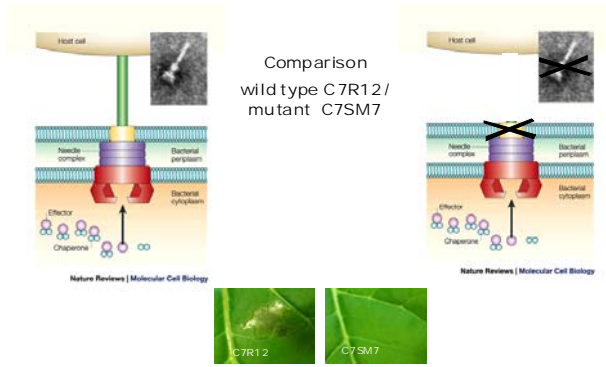 Host cell
Needle
complex
Bacterial
periplasm
Bacterial
cytoplasm
Effector
Chaperone
Nature Reviews | Molecular Cell Biology
Comparison
wild type C7R12/
mutant C7SM7
Host cell
Needle
complex
Bacterial
periplasm
Bacterial
cytoplasm
Effector
Chaperone
Nature Reviews | Molecular Cell Biology
C7R12
C7SM7